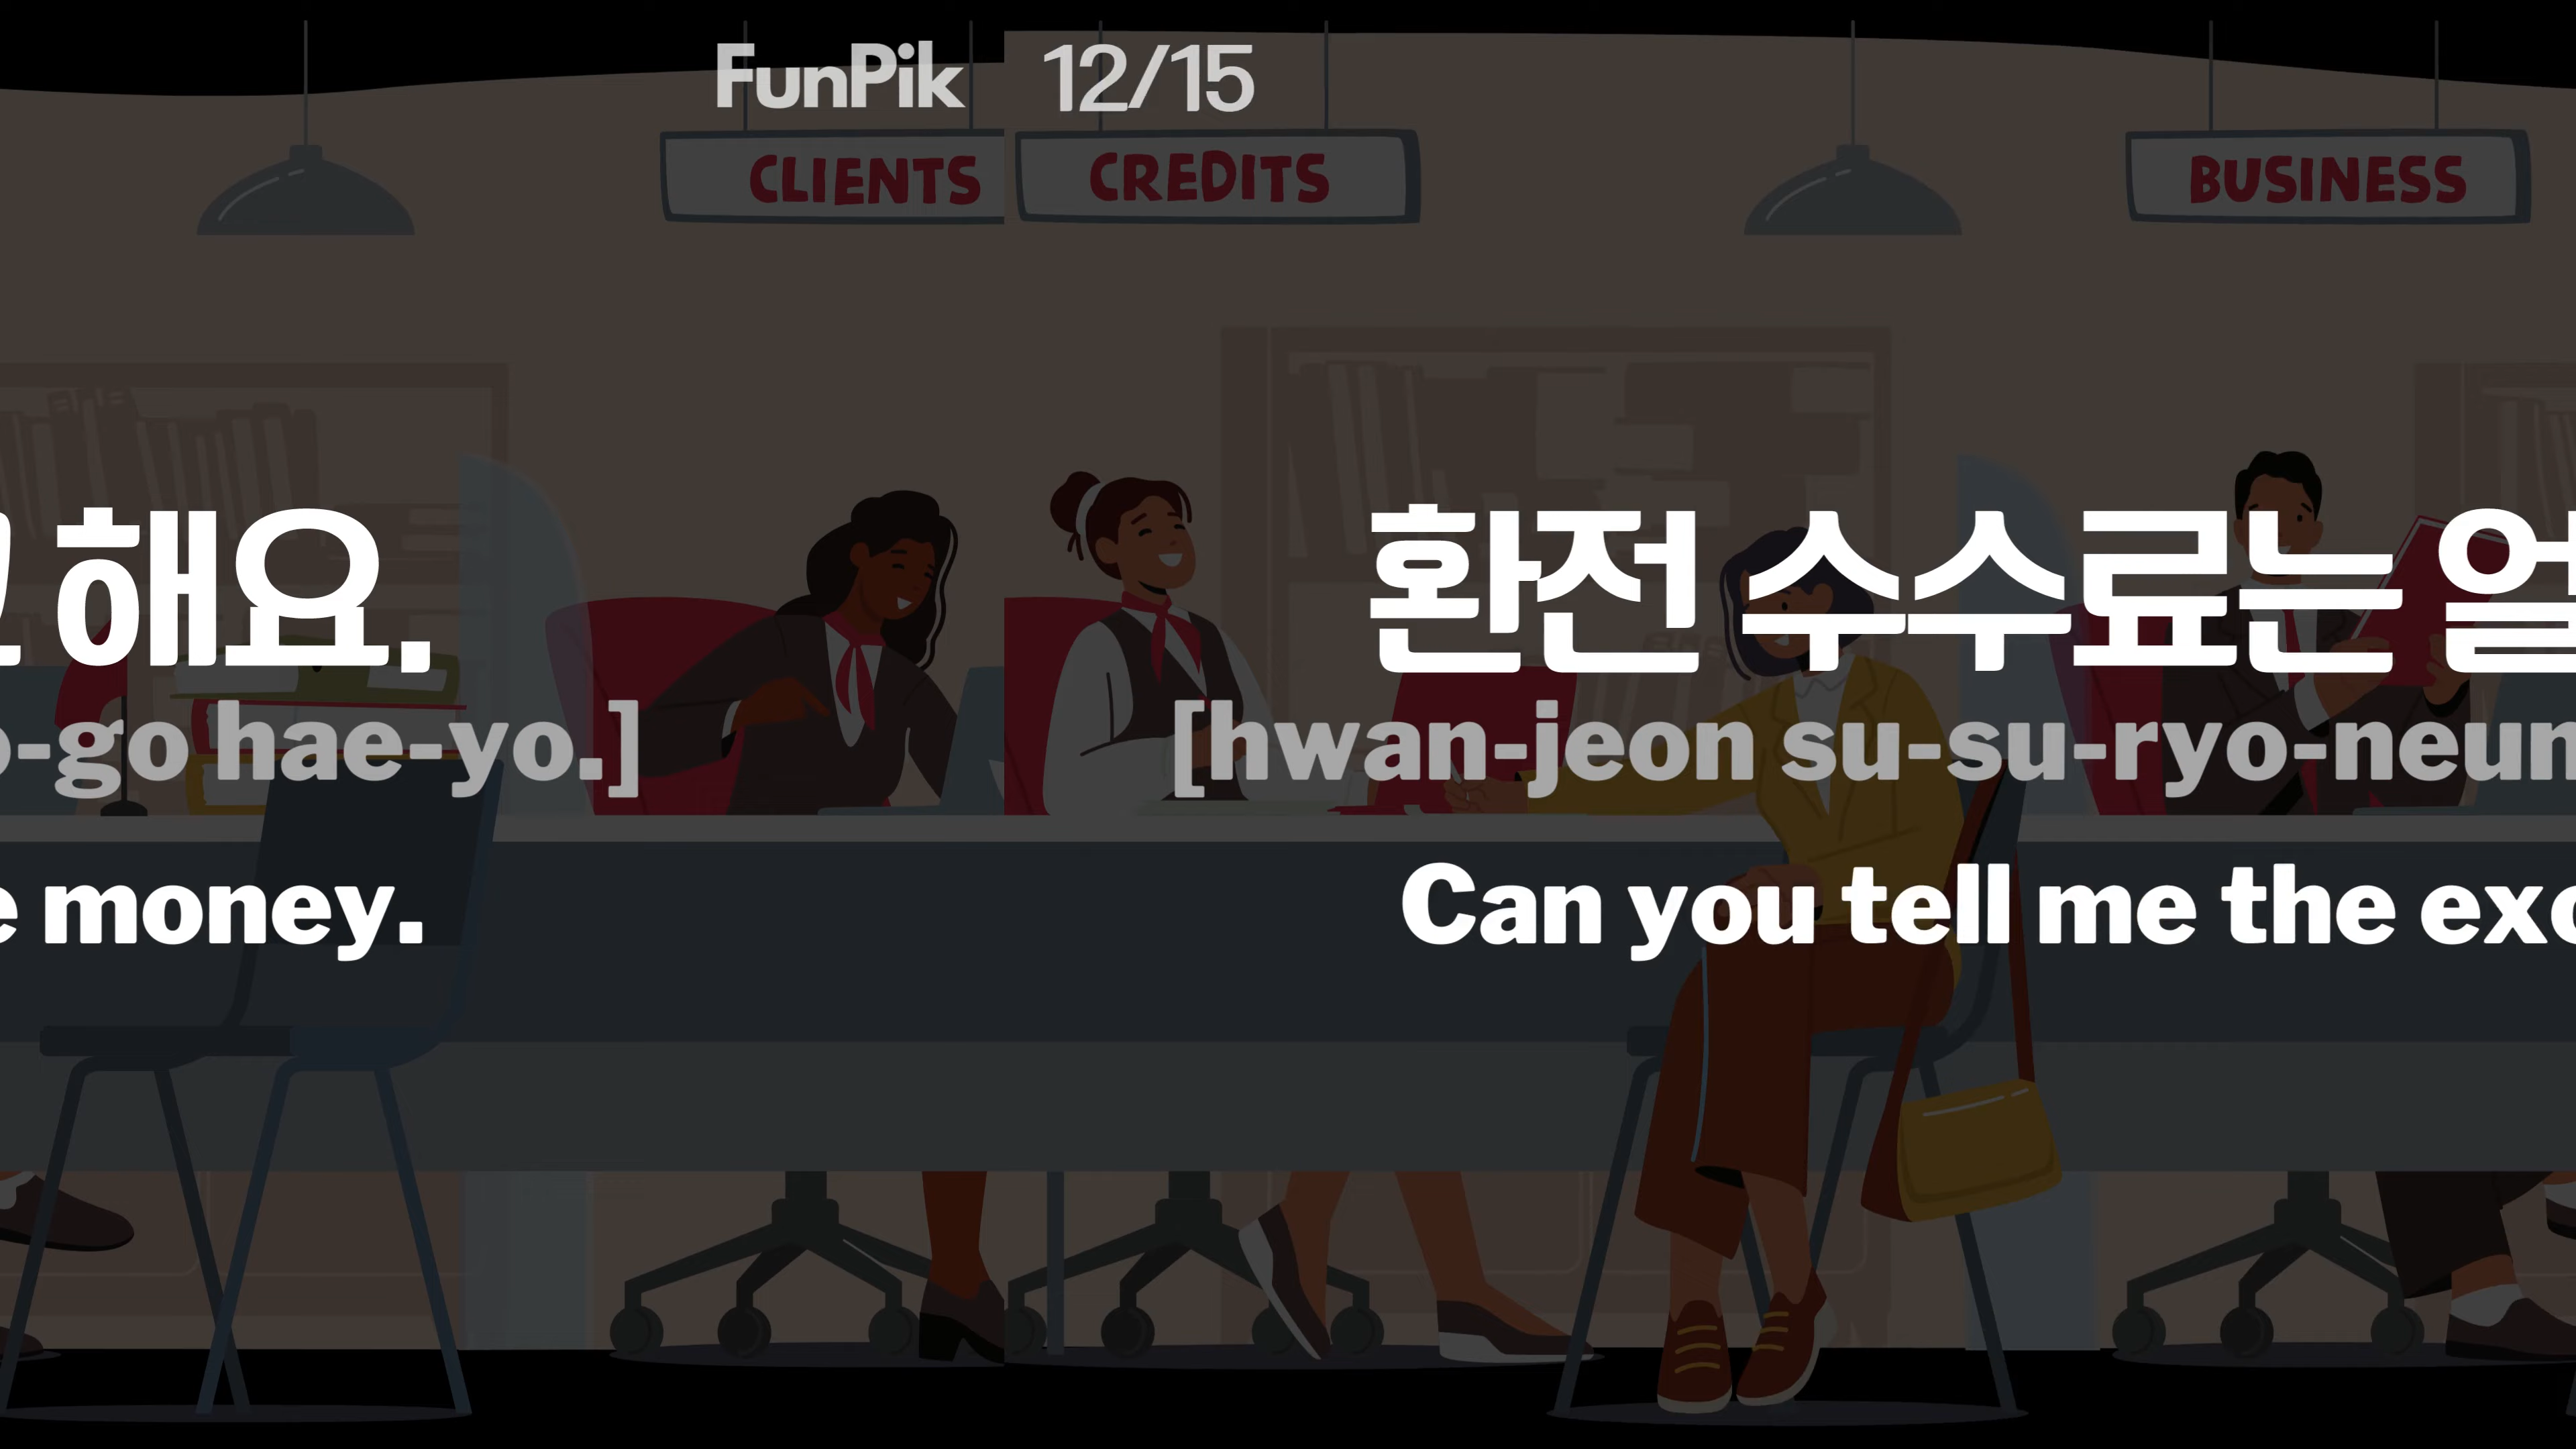 FunPik
12/15
CLIENTS
CREDITS
BUSINESS
해요.
-go hae-yo.]
money.
환전 수수료는
[hwan-jeon su-su-ryo-neun
Can you tell me the